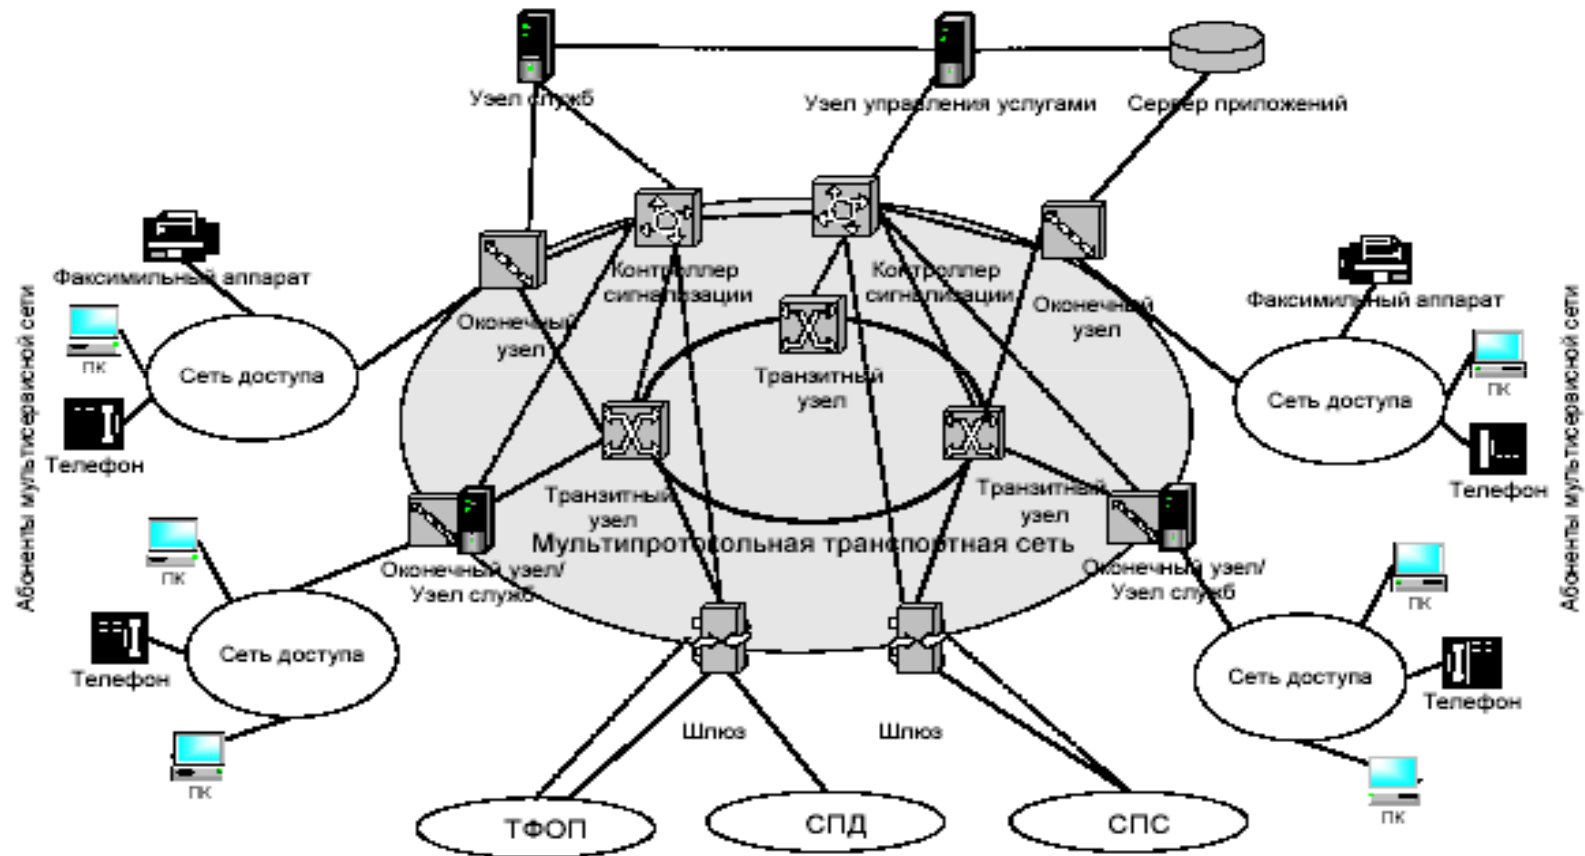 Узел служб
Узел управления услугами
Сервер приложений
Факсимильный аппарат
Контроллер
сигнализации
Контроллер
сигнализации
Оконечный
узел
Факсимильный аппарат
Абоненты мультисервисной сети
Оконечный
узел
Абоненты мультисервисной сети
ПК
Сеть доступа
Транзитный
узел
Сеть доступа
ПК
Телефон
Транзитный
узел
Транзитный
узел
Телефон
Мультипротокольная транспортная сеть
ПК
Оконечный узел/
Узел служб
Оконечный узел/
Узел служб
ПК
Сеть доступа
Телефон
Сеть доступа
Телефон
Шлюз
Шлюз
ПК
ПК
ТФОП
СПД
СПС